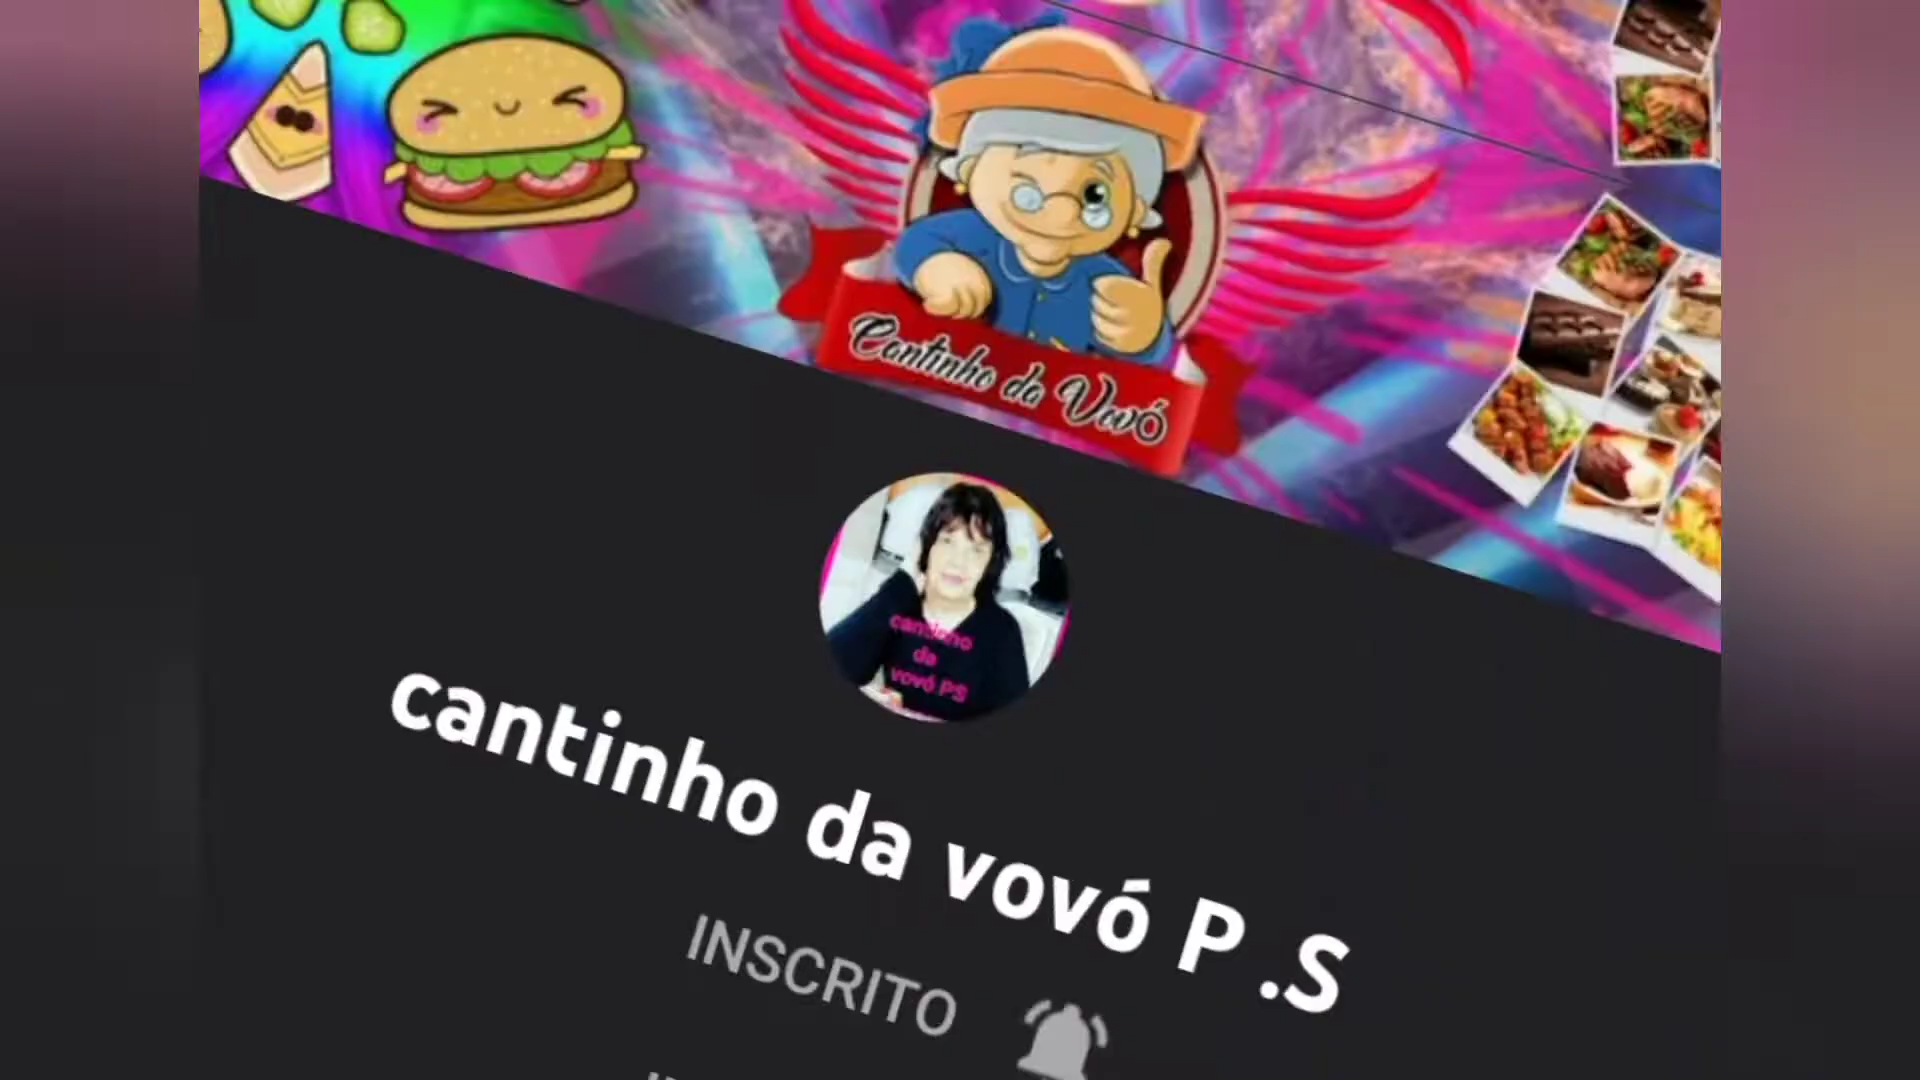 Cantinho da Vovó
cantinho
da
vovó PS
cantinho da vovó P .S
INSCRITO